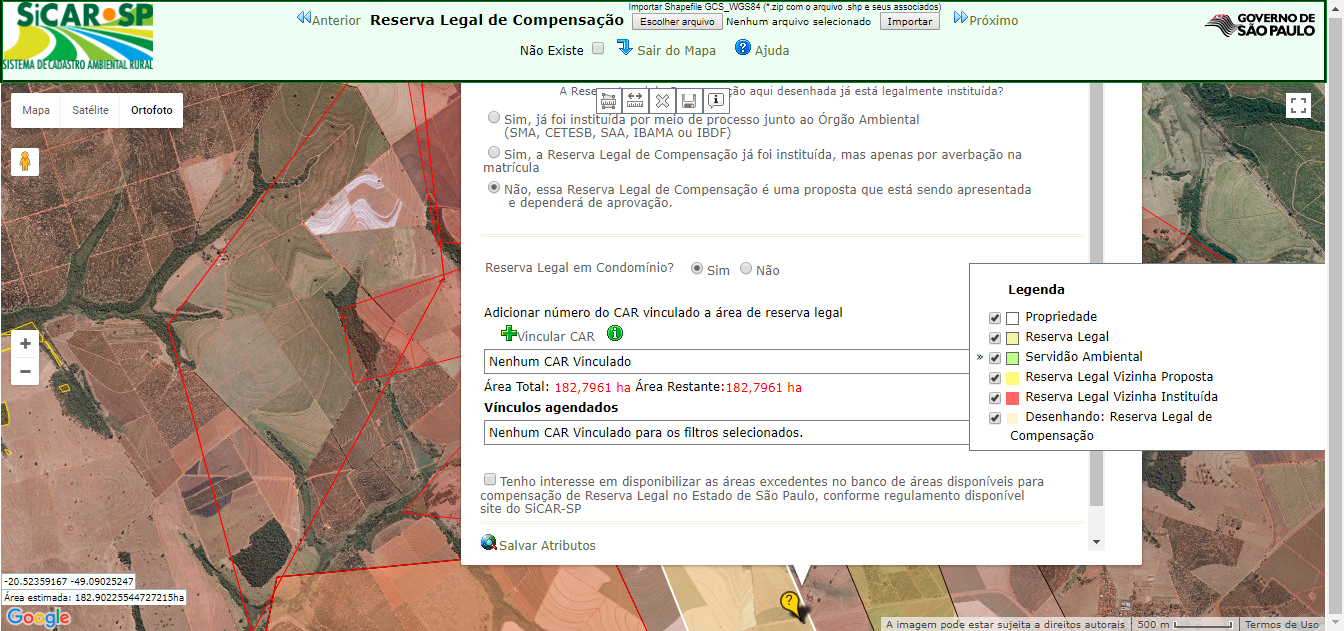 SiCAR•SP
SISTEMA DE CADASTRO AMBIENTAL RURAL
Anterior
Reserva Legal de Compensação
Importar Shapefile GCS_WGS84 (*.zip com o arquivo .shp e seus associados)
Escolher arquivo Nenhum arquivo selecionado Importar
Próximo
Não Existe Sair do Mapa Ajuda
GOVERNO DE
SÃO PAULO
Mapa Satélite Ortofoto
A Rese ação aqui desenhada já está legalmente instituída?
Sim, já foi instituída por meio de processo junto ao Órgão Ambiental
(SMA, CETESB, SAA, IBAMA ou IBDF)
Sim, a Reserva Legal de Compensação já foi instituída, mas apenas por averbação na
matrícula
Não, essa Reserva Legal de Compensação é uma proposta que está sendo apresentada
e dependerá de aprovação.
Reserva Legal em Condomínio? Sim Não
Adicionar número do CAR vinculado a área de reserva legal
Vincular CAR
Nenhum CAR Vinculado
Área Total: 182,7961 ha Área Restante:182,7961 ha
Vínculos agendados
Nenhum CAR Vinculado para os filtros selecionados.
Tenho interesse em disponibilizar as áreas excedentes no banco de áreas disponíveis para
compensação de Reserva Legal no Estado de São Paulo, conforme regulamento disponível
site do SiCAR-SP
Salvar Atributos
Legenda
Propriedade
Reserva Legal
» Servidão Ambiental
Reserva Legal Vizinha Proposta
Reserva Legal Vizinha Instituída
Desenhando: Reserva Legal de
Compensação
+
−
-20.52359167 -49.09025247
Área estimada: 182.90225544727215ha
Google
?
A imagem pode estar sujeita a direitos autorais 500 m Termos de Uso